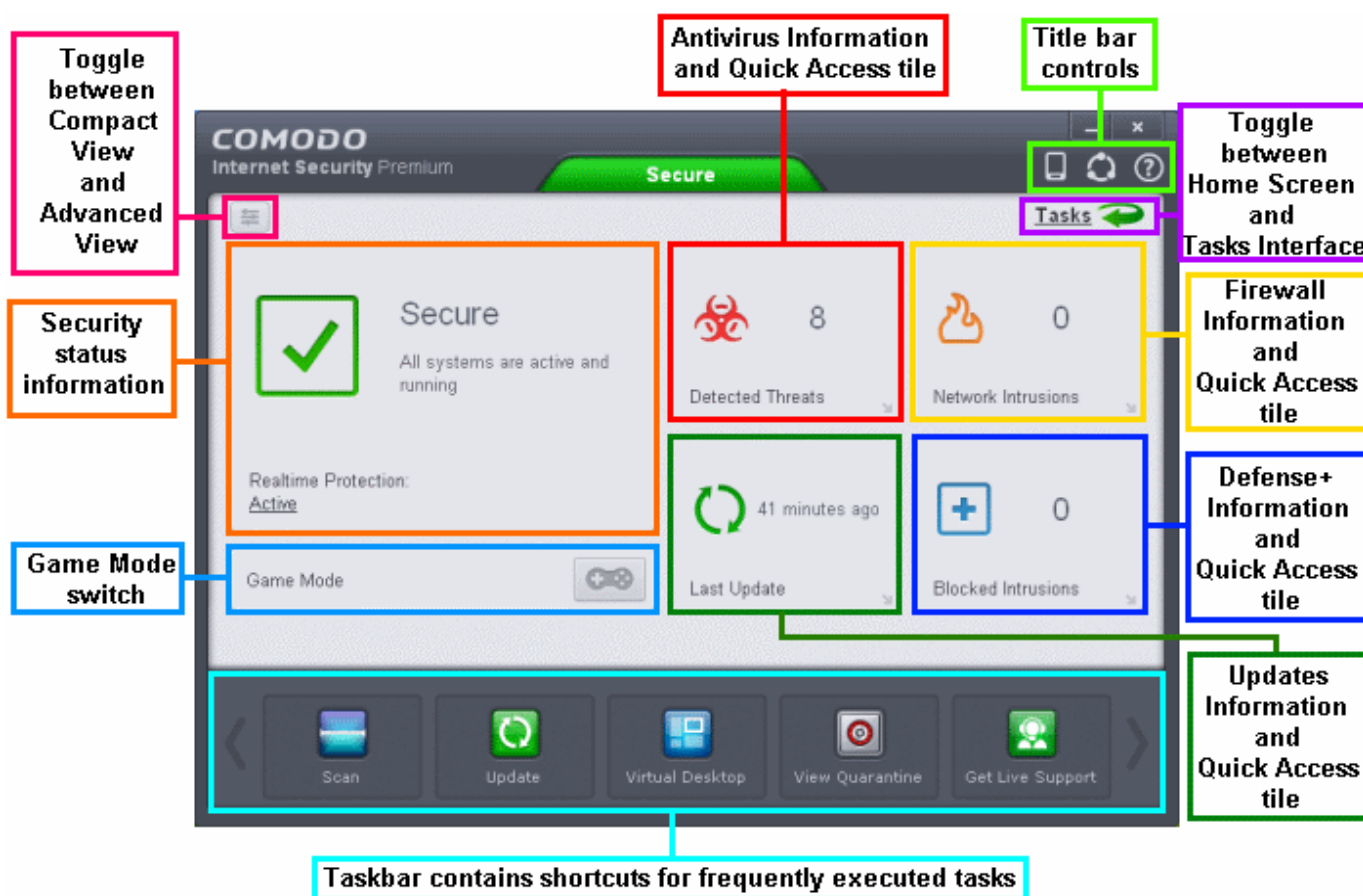 Toggle
between
Compact
View
and
Advanced
View
Antivirus Information
and Quick Access tile
Title bar
controls
Toggle
between
Home Screen
and
Tasks Interface
COMODO
Internet Security Premium
Secure
Tasks
Security
status
information
Secure
All systems are active and
running
Realtime Protection:
Active
8
Detected Threats
0
Network Intrusions
Firewall
Information
and
Quick Access
tile
41 minutes ago
Last Update
0
Blocked Intrusions
Defense+
Information
and
Quick Access
tile
Game Mode
switch
Game Mode
Updates
Information
and
Quick Access
tile
Scan
Update
Virtual Desktop
View Quarantine
Get Live Support
Taskbar contains shortcuts for frequently executed tasks